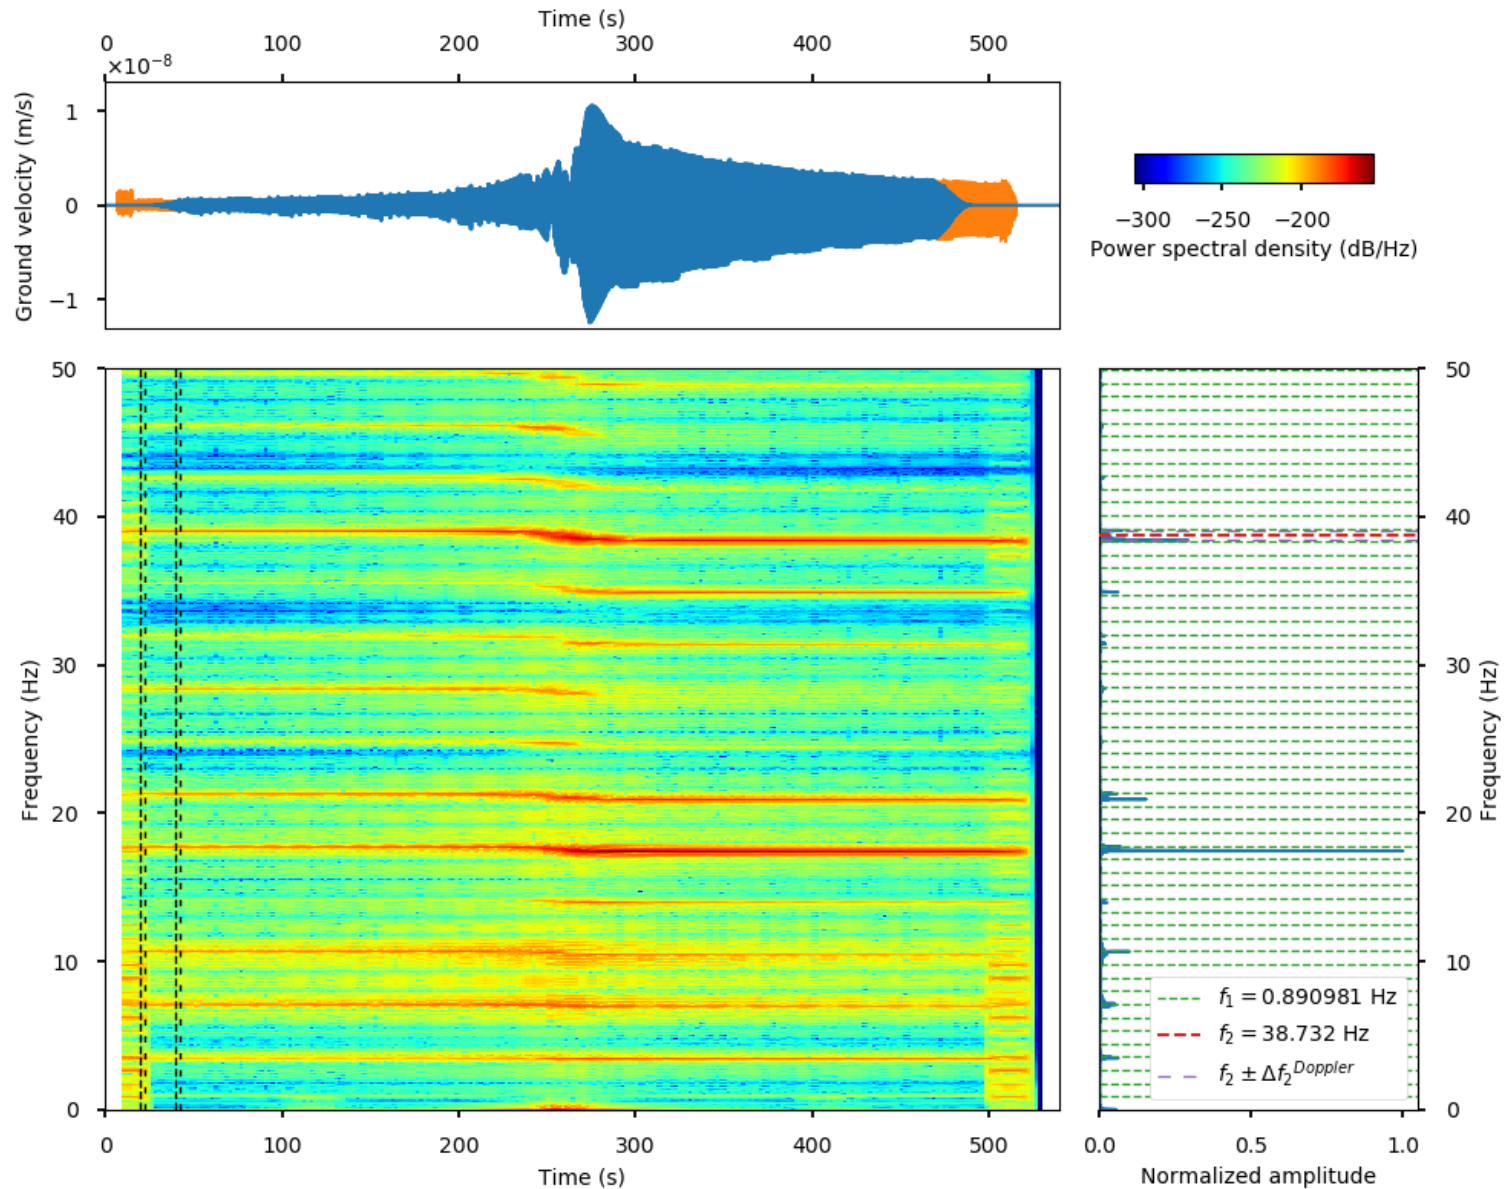 Time (s)
0 100 200 300 400 500
×10⁻⁸
Ground velocity (m/s)
1
0
−1
−300 −250 −200
Power spectral density (dB/Hz)
Frequency (Hz)
50
40
30
20
10
0
0 100 200 300 400 500
Time (s)
50
40
30
20
10
0
Frequency (Hz)
f₁ = 0.890981 Hz
f₂ = 38.732 Hz
f₂ ± Δf₂ᴰᵒᵖᵖˡᵉʳ
0.0 0.5 1.0
Normalized amplitude